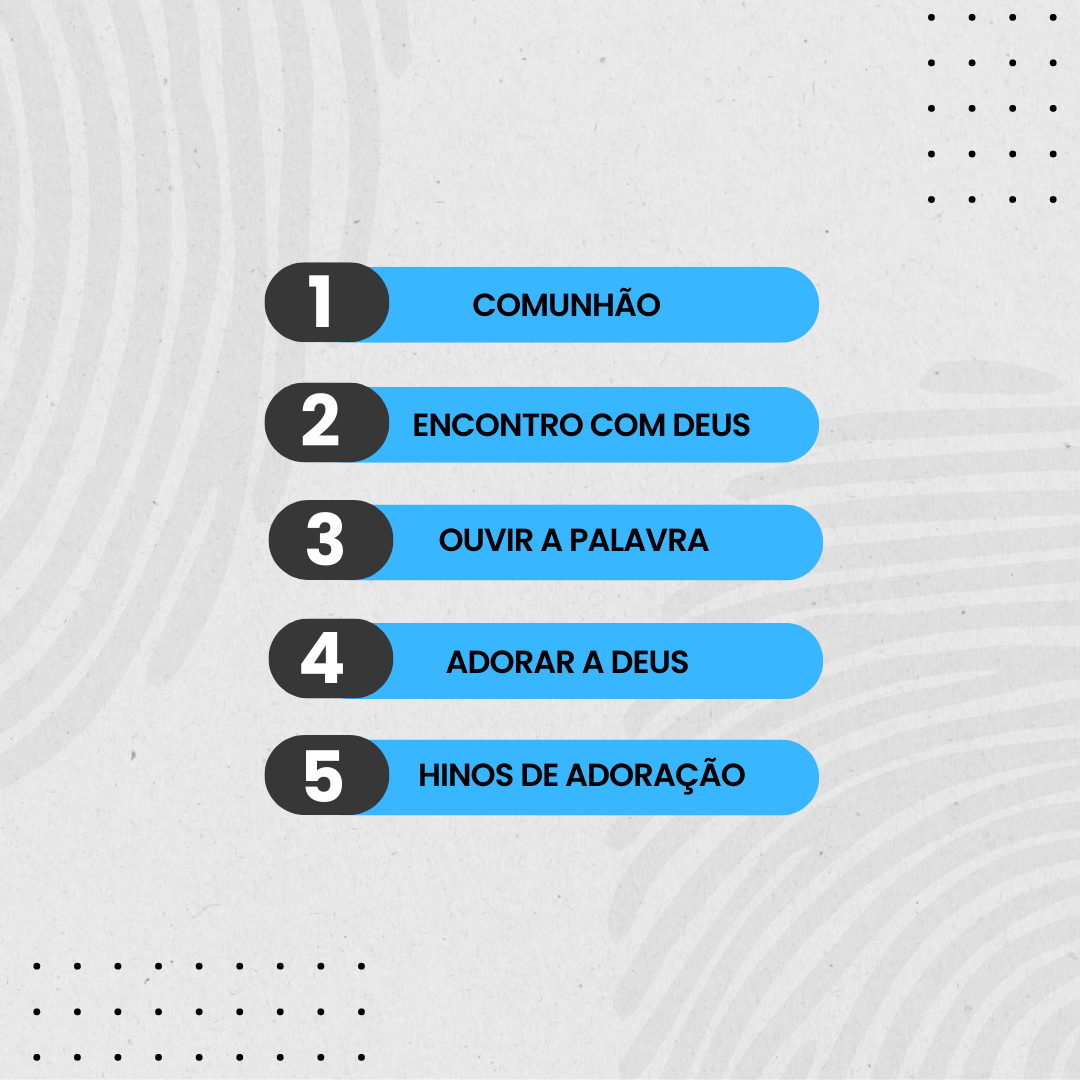 1 COMUNHÃO
2 ENCONTRO COM DEUS
3 OUVIR A PALAVRA
4 ADORAR A DEUS
5 HINOS DE ADORAÇÃO